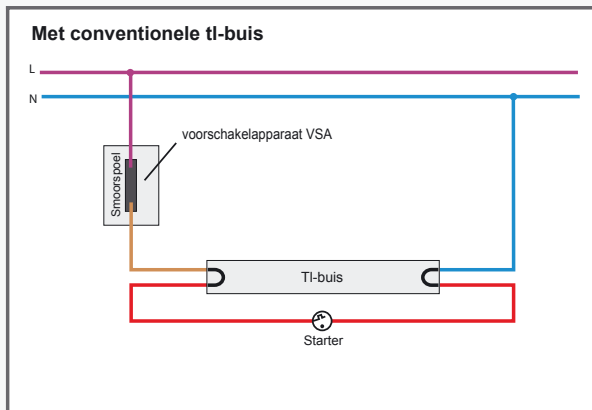 Met conventionele tl-buis
L
N
voorschakelapparaat VSA
Smoorspoel
Tl-buis
Starter